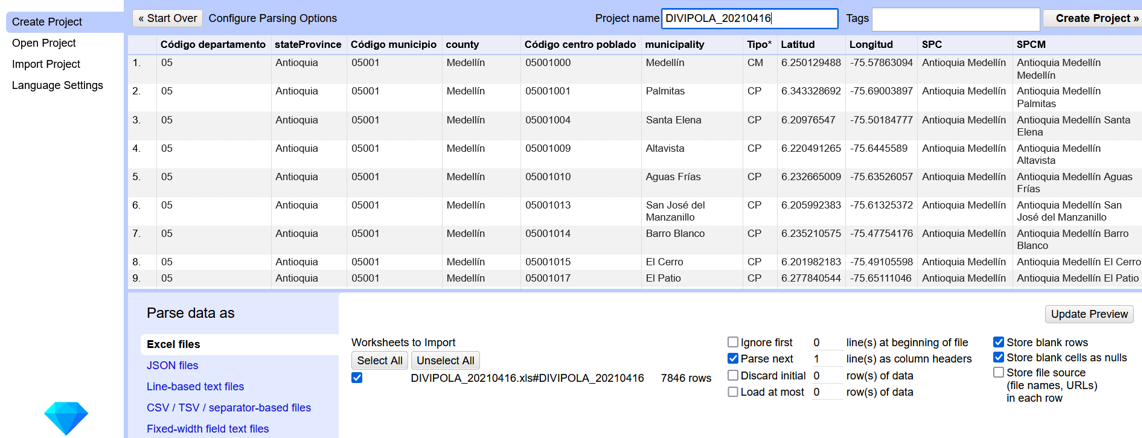 Create Project
Open Project
Import Project
Language Settings
« Start Over Configure Parsing Options Project name DIVIPOLA_20210416 Tags Create Project »
Código departamento stateProvince Código municipio county Código centro poblado municipality Tipo* Latitud Longitud SPC SPCM
1. 05 Antioquia 05001 Medellín 05001000 Medellín CM 6.250129488 -75.57863094 Antioquia Medellín Antioquia Medellín
Medellín
2. 05 Antioquia 05001 Medellín 05001001 Palmitas CP 6.343328692 -75.69003897 Antioquia Medellín Antioquia Medellín
Palmitas
3. 05 Antioquia 05001 Medellín 05001004 Santa Elena CP 6.20976547 -75.50184777 Antioquia Medellín Antioquia Medellín Santa
Elena
4. 05 Antioquia 05001 Medellín 05001009 Altavista CP 6.220491265 -75.6445589 Antioquia Medellín Antioquia Medellín
Altavista
5. 05 Antioquia 05001 Medellín 05001010 Aguas Frías CP 6.232665009 -75.63526057 Antioquia Medellín Antioquia Medellín Aguas
Frías
6. 05 Antioquia 05001 Medellín 05001013 San José del CP 6.205992383 -75.61325372 Antioquia Medellín Antioquia Medellín San
Manzanillo José del Manzanillo
7. 05 Antioquia 05001 Medellín 05001014 Barro Blanco CP 6.235210575 -75.47754176 Antioquia Medellín Antioquia Medellín Barro
Blanco
8. 05 Antioquia 05001 Medellín 05001015 El Cerro CP 6.201982183 -75.49105598 Antioquia Medellín Antioquia Medellín El Cerro
9. 05 Antioquia 05001 Medellín 05001017 El Patio CP 6.277840544 -75.65111046 Antioquia Medellín Antioquia Medellín El Patio
Parse data as
Excel files
JSON files
Line-based text files
CSV / TSV / separator-based files
Fixed-width field text files
Update Preview
Worksheets to Import
Select All Unselect All
DIVIPOLA_20210416.xls#DIVIPOLA_20210416 7846 rows
Ignore first 0 line(s) at beginning of file
Parse next 1 line(s) as column headers
Discard initial 0 row(s) of data
Load at most 0 row(s) of data
Store blank rows
Store blank cells as nulls
Store file source
(file names, URLs)
in each row